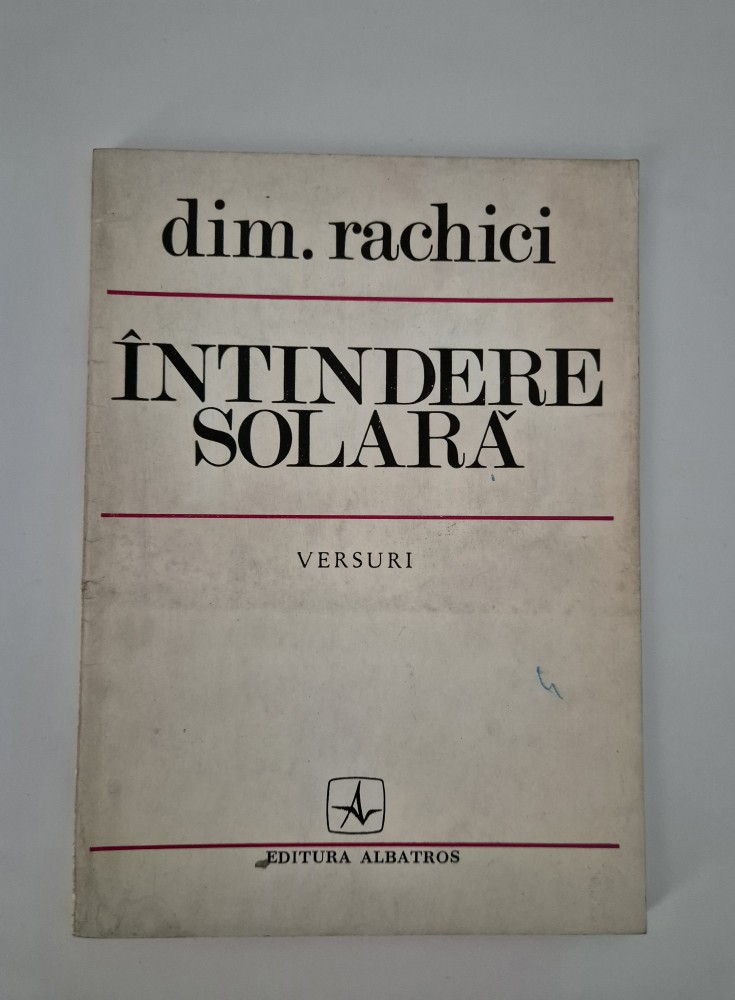 dim. rachici
ÎNTINDERE
SOLARĂ
VERSURI
EDITURA ALBATROS